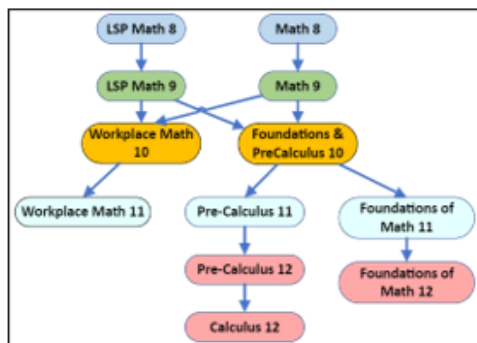 LSP Math 8
Math 8
LSP Math 9
Math 9
Workplace Math
10
Foundations &
PreCalculus 10
Workplace Math 11
Pre-Calculus 11
Foundations of
Math 11
Pre-Calculus 12
Foundations of
Math 12
Calculus 12